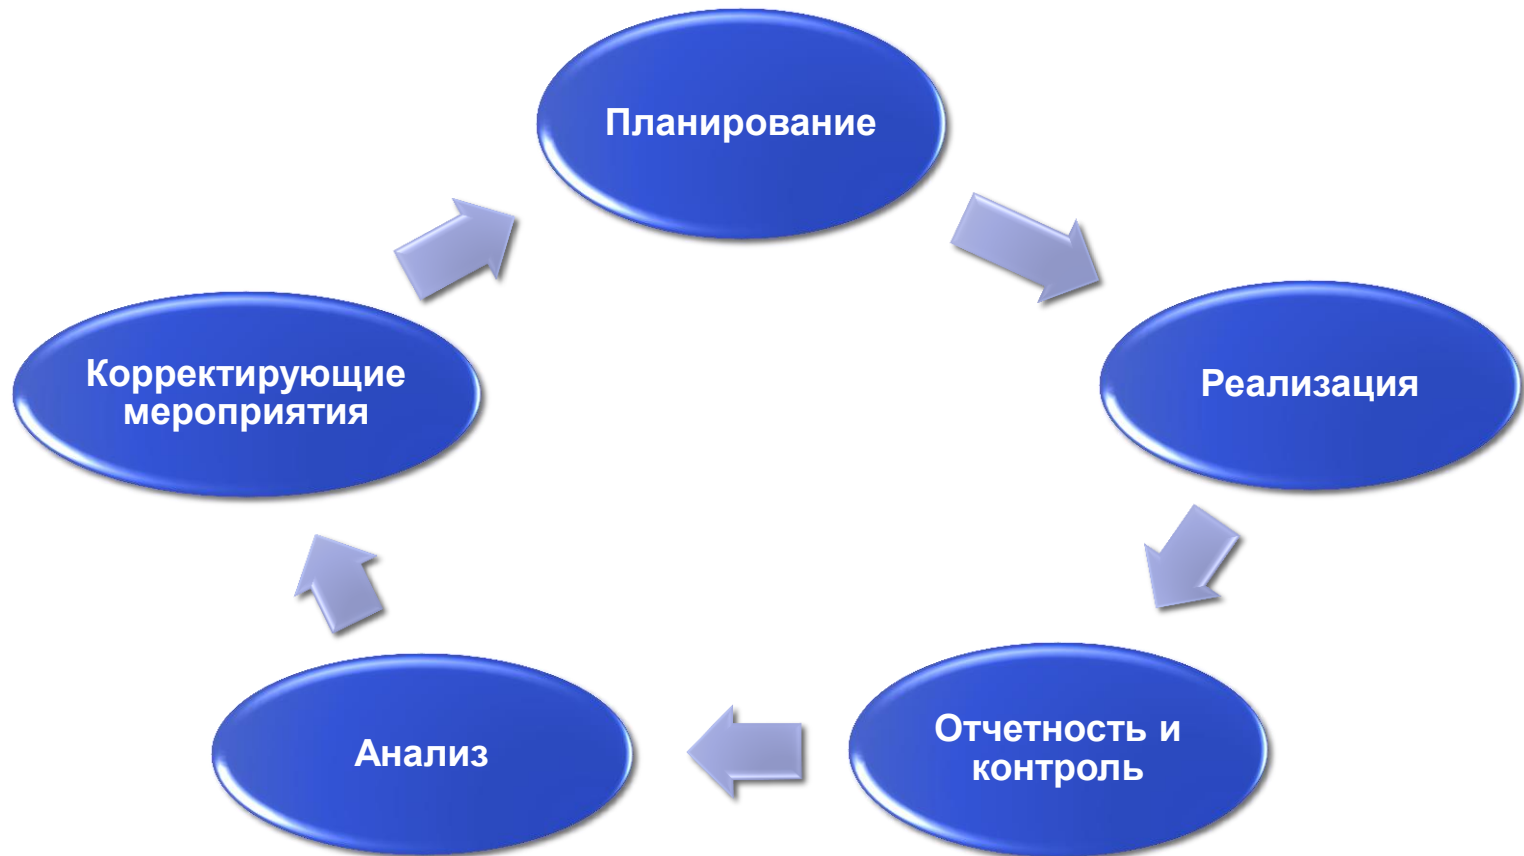 Планирование
Реализация
Отчетность и
контроль
Анализ
Корректирующие
мероприятия